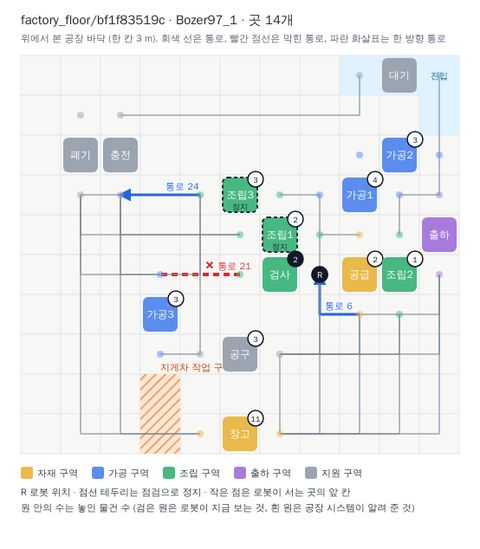 factory_floor/bf1f83519c · Bozer97_1 · 곳 14개
위에서 본 공장 바닥 (한 칸 3 m). 회색 선은 통로, 빨간 점선은 막힌 통로, 파란 화살표는 한 방향 통로
대기
진입
폐기
충전
가공2
3
통로 24
조립3
정지
3
가공1
4
조립1
정지
2
출하
✕ 통로 21
검사
2
R
공급
2
조립2
1
가공3
3
통로 6
공구
3
지게차 작업 구
창고
11
자재 구역
가공 구역
조립 구역
출하 구역
지원 구역
R 로봇 위치 · 점선 테두리는 점검으로 정지 · 작은 점은 로봇이 서는 곳의 앞 칸
원 안의 수는 놓인 물건 건수 (검은 원은 로봇이 지금 보는 것, 흰 원은 공장 시스템이 알려 준 것)